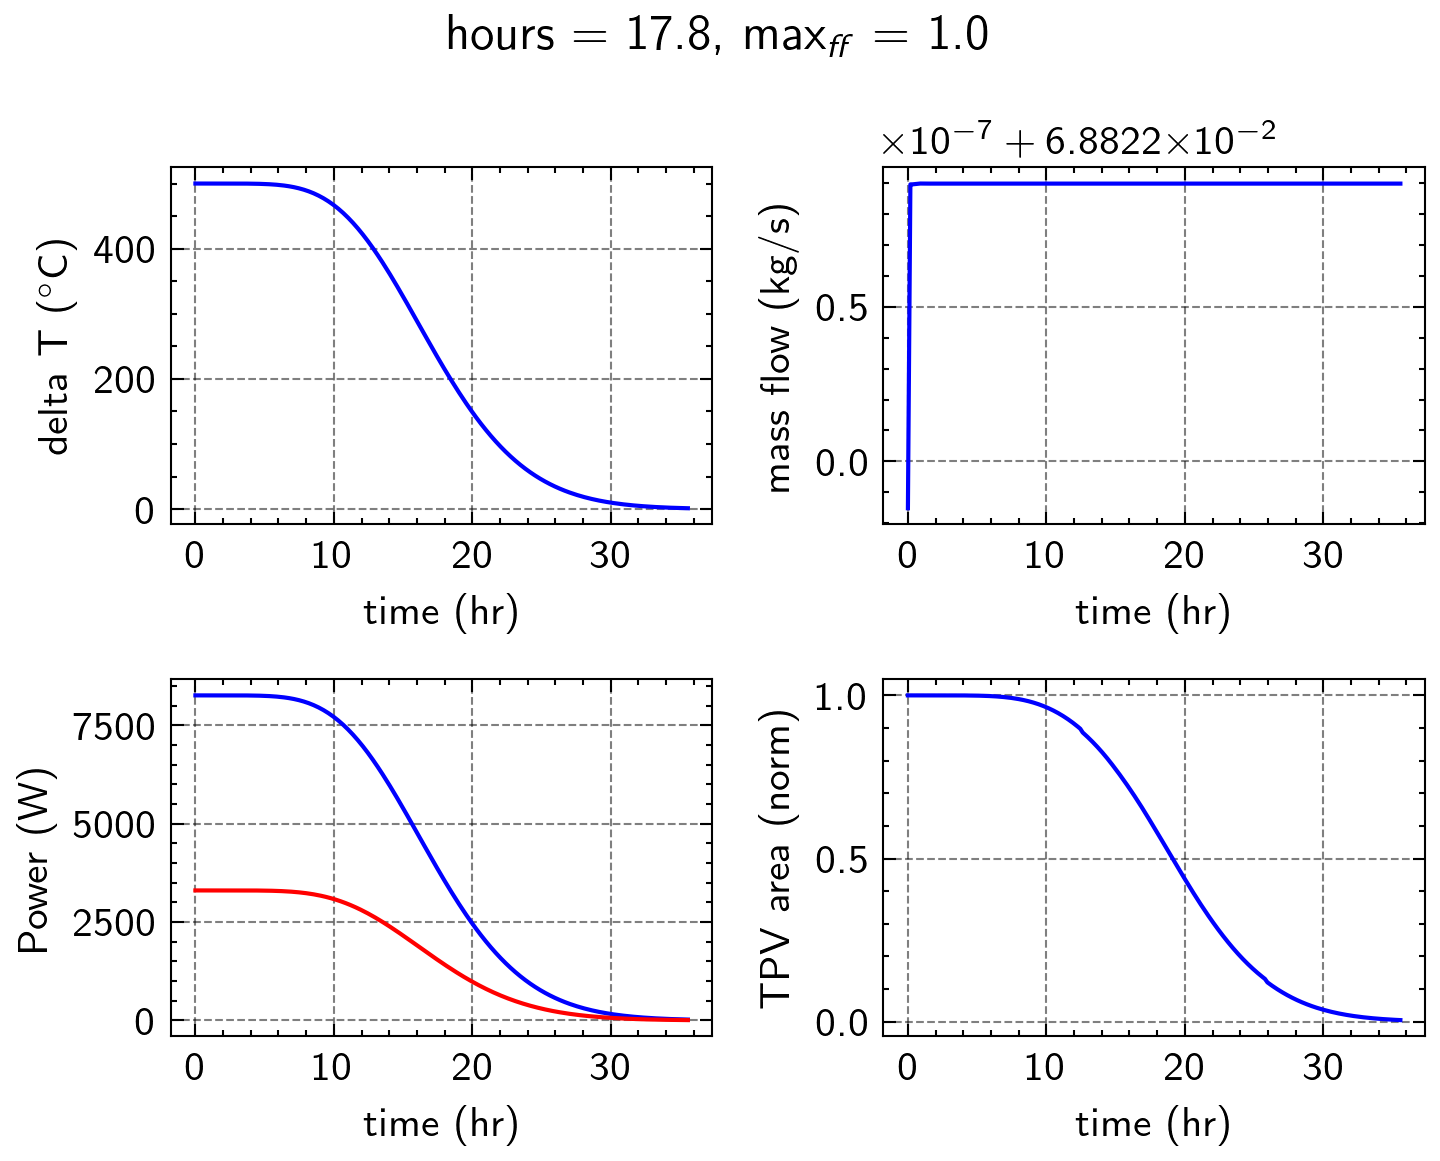 hours = 17.8, max_ff = 1.0
delta T (°C)
400
200
0
0 10 20 30
time (hr)
×10⁻⁷ + 6.8822×10⁻²
mass flow (kg/s)
0.5
0.0
0 10 20 30
time (hr)
Power (W)
7500
5000
2500
0
0 10 20 30
time (hr)
TPV area (norm)
1.0
0.5
0.0
0 10 20 30
time (hr)